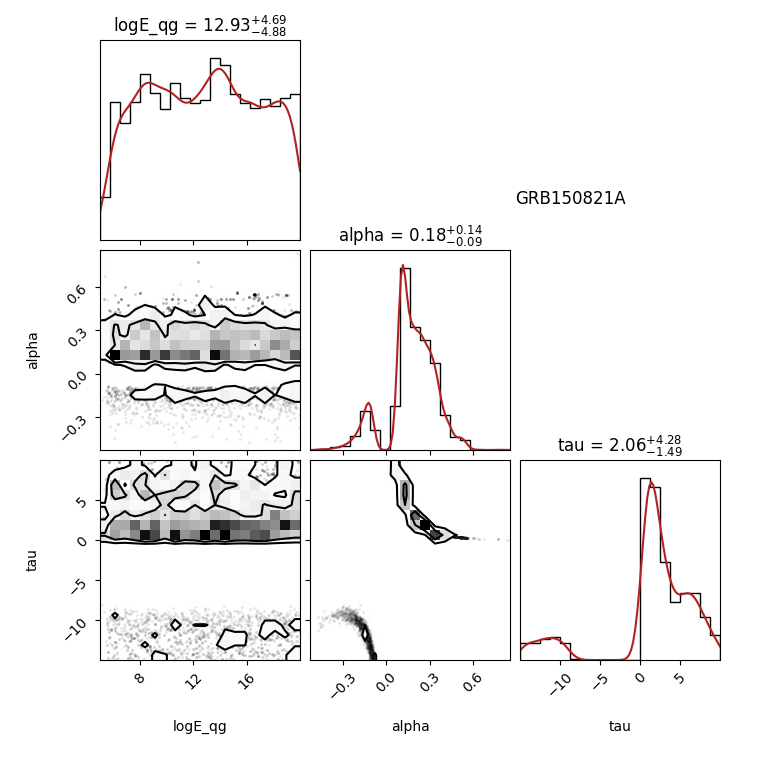 logE_qg = 12.93+4.69 −4.88
GRB150821A
alpha = 0.18+0.14 −0.09
0.6
0.3
0.0
−0.3
alpha
tau = 2.06+4.28 −1.49
5
0
−5
−10
tau
8 12 16 −0.3 0.0 0.3 0.6 −10 −5 0 5
logE_qg alpha tau